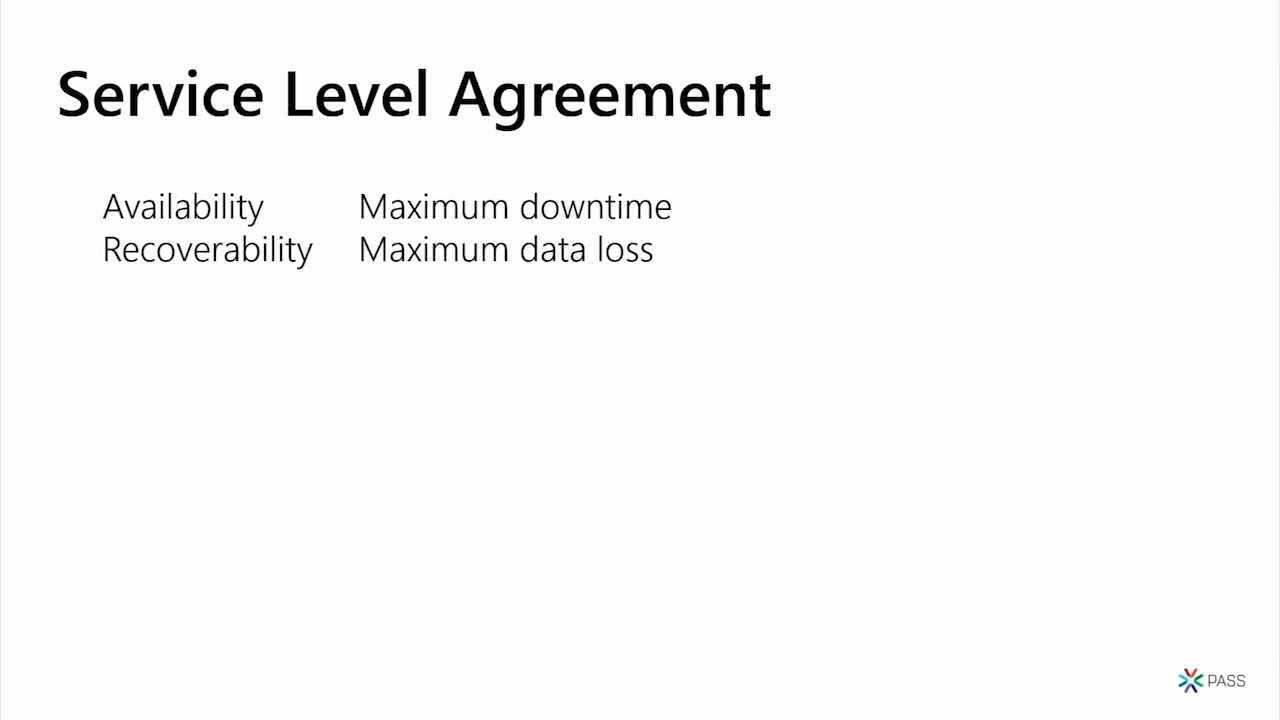 Service Level Agreement
Availability Maximum downtime
Recoverability Maximum data loss
PASS